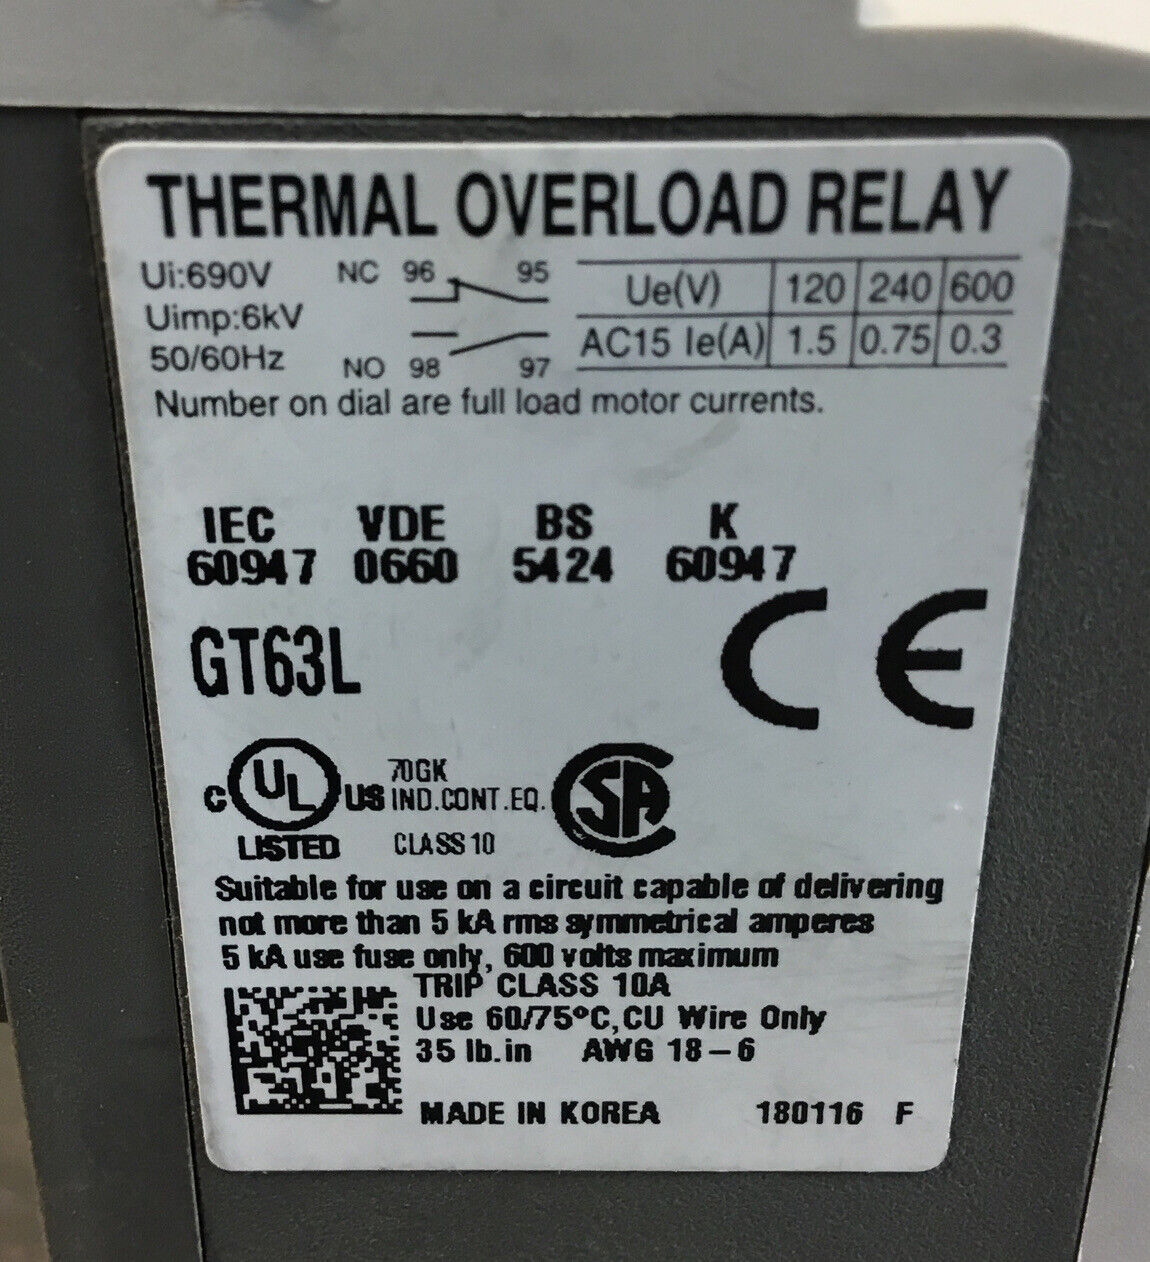 THERMAL OVERLOAD RELAY
Ui:690V NC 96 95 Ue(V) 120 240 600
Uimp:6kV
50/60Hz NO 98 97 AC15 Ie(A) 1.5 0.75 0.3
Number on dial are full load motor currents.
IEC VDE BS K
60947 0660 5424 60947
GT63L CE
C UL US 70GK
IND.CONT.EQ. SA
LISTED CLASS 10
Suitable for use on a circuit capable of delivering
not more than 5 kA rms symmetrical amperes
5 kA use fuse only, 600 volts maximum
TRIP CLASS 10A
Use 60/75°C,CU Wire Only
35 lb.in AWG 18-6
MADE IN KOREA 180116 F